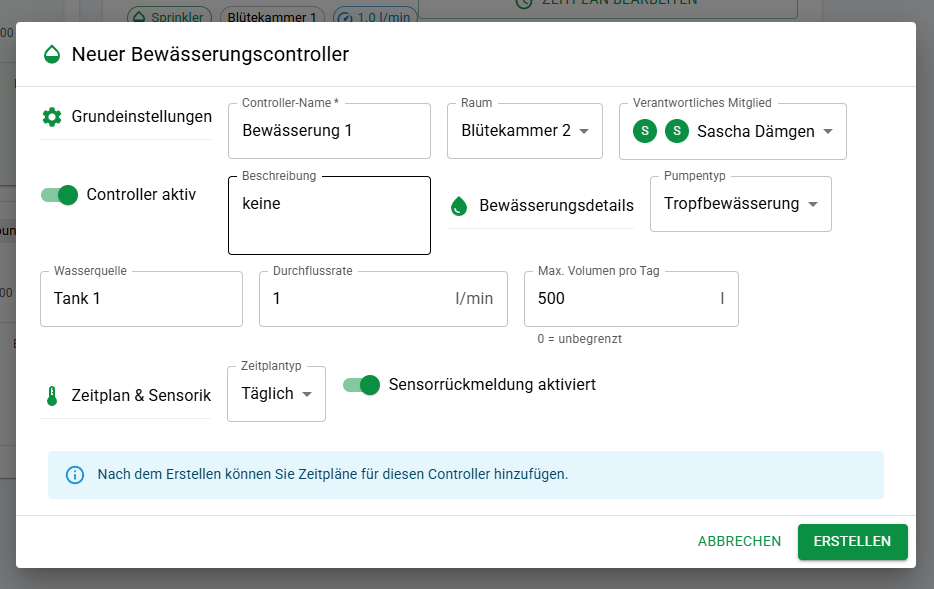 Sprinkler
Blütekammer 1
1.0 l/min
ZEITPLAN BEARBEITEN
Neuer Bewässerungscontroller
Grundeinstellungen
Controller-Name *
Bewässerung 1
Raum
Blütekammer 2
Verantwortliches Mitglied
S
S
Sascha Dämgen
Controller aktiv
Beschreibung
keine
Bewässerungsdetails
Pumpentyp
Tropfbewässerung
Wasserquelle
Tank 1
Durchflussrate
1
l/min
Max. Volumen pro Tag
500
l
0 = unbegrenzt
Zeitplan & Sensorik
Zeitplantyp
Täglich
Sensorrückmeldung aktiviert
Nach dem Erstellen können Sie Zeitpläne für diesen Controller hinzufügen.
ABBRECHEN
ERSTELLEN